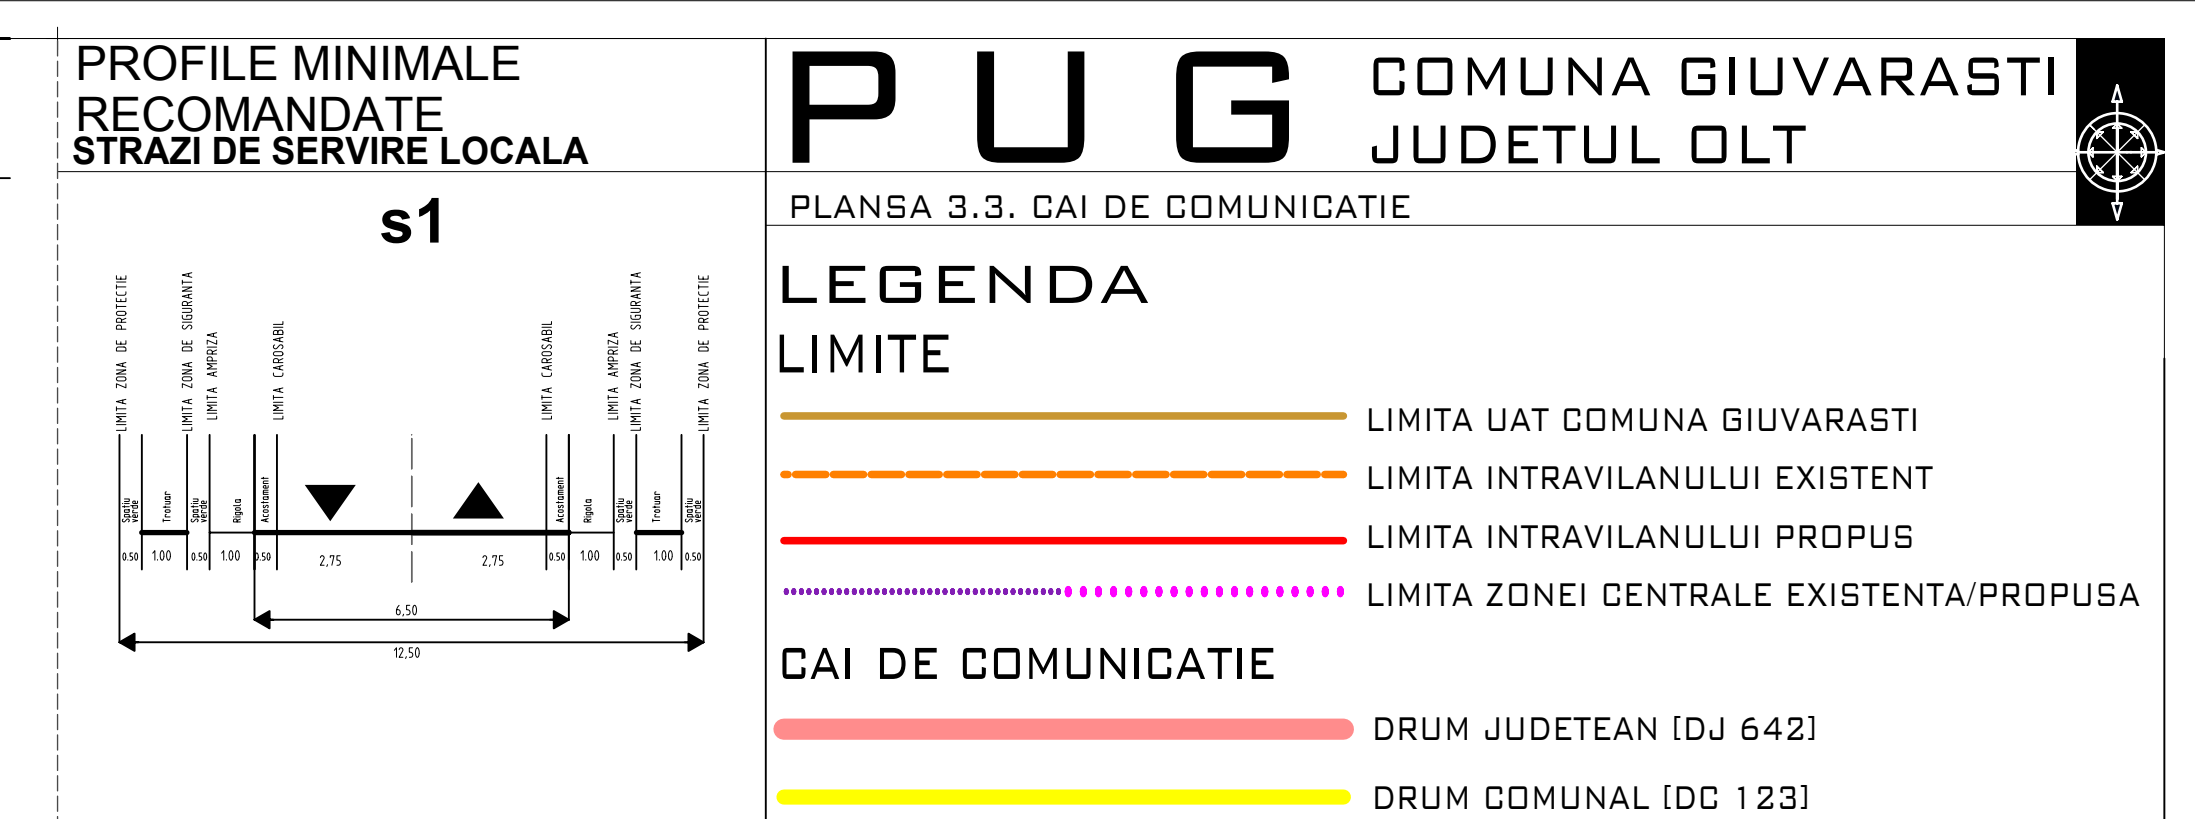 PROFILE MINIMALE
RECOMANDATE
STRAZI DE SERVIRE LOCALA
s1
LIMITA ZONA DE PROTECTIE
LIMITA ZONA DE SIGURANTA
LIMITA AMPRIZA
LIMITA CAROSABIL
LIMITA CAROSABIL
LIMITA AMPRIZA
LIMITA ZONA DE SIGURANTA
LIMITA ZONA DE PROTECTIE
Spatiu
verde
Trotuar
Spatiu
verde
Rigola
Acostament
Acostament
Rigola
Spatiu
verde
Trotuar
Spatiu
verde
0.50 1.00 0.50 1.00 0.50 2,75 2,75 0.50 1.00 0.50 1.00 0.50
6,50
12,50
PUG
COMUNA GIUVARASTI
JUDETUL OLT
PLANSA 3.3. CAI DE COMUNICATIE
LEGENDA
LIMITE
LIMITA UAT COMUNA GIUVARASTI
LIMITA INTRAVILANULUI EXISTENT
LIMITA INTRAVILANULUI PROPUS
LIMITA ZONEI CENTRALE EXISTENTA/PROPUSA
CAI DE COMUNICATIE
DRUM JUDETEAN [DJ 642]
DRUM COMUNAL [DC 123]